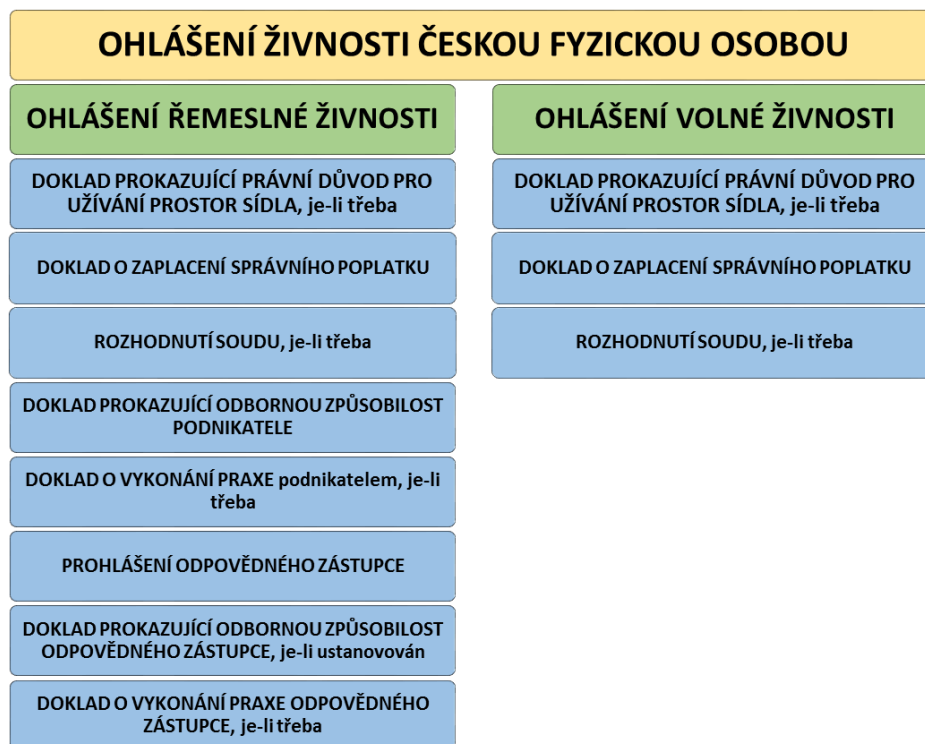 OHLÁŠENÍ ŽIVNOSTI ČESKOU FYZICKOU OSOBOU
OHLÁŠENÍ ŘEMESLNÉ ŽIVNOSTI
DOKLAD PROKAZUJÍCÍ PRÁVNÍ DŮVOD PRO
UŽÍVÁNÍ PROSTOR SÍDLA, je-li třeba
DOKLAD O ZAPLACENÍ SPRÁVNÍHO POPLATKU
ROZHODNUTÍ SOUDU, je-li třeba
DOKLAD PROKAZUJÍCÍ ODBORNOU ZPŮSOBILOST
PODNIKATELE
DOKLAD O VYKONÁNÍ PRAXE podnikatelem, je-li
třeba
PROHLÁŠENÍ ODPOVĚDNÉHO ZÁSTUPCE
DOKLAD PROKAZUJÍCÍ ODBORNOU ZPŮSOBILOST
ODPOVĚDNÉHO ZÁSTUPCE, je-li ustanovován
DOKLAD O VYKONÁNÍ PRAXE ODPOVĚDNÉHO
ZÁSTUPCE, je-li třeba
OHLÁŠENÍ VOLNÉ ŽIVNOSTI
DOKLAD PROKAZUJÍCÍ PRÁVNÍ DŮVOD PRO
UŽÍVÁNÍ PROSTOR SÍDLA, je-li třeba
DOKLAD O ZAPLACENÍ SPRÁVNÍHO POPLATKU
ROZHODNUTÍ SOUDU, je-li třeba